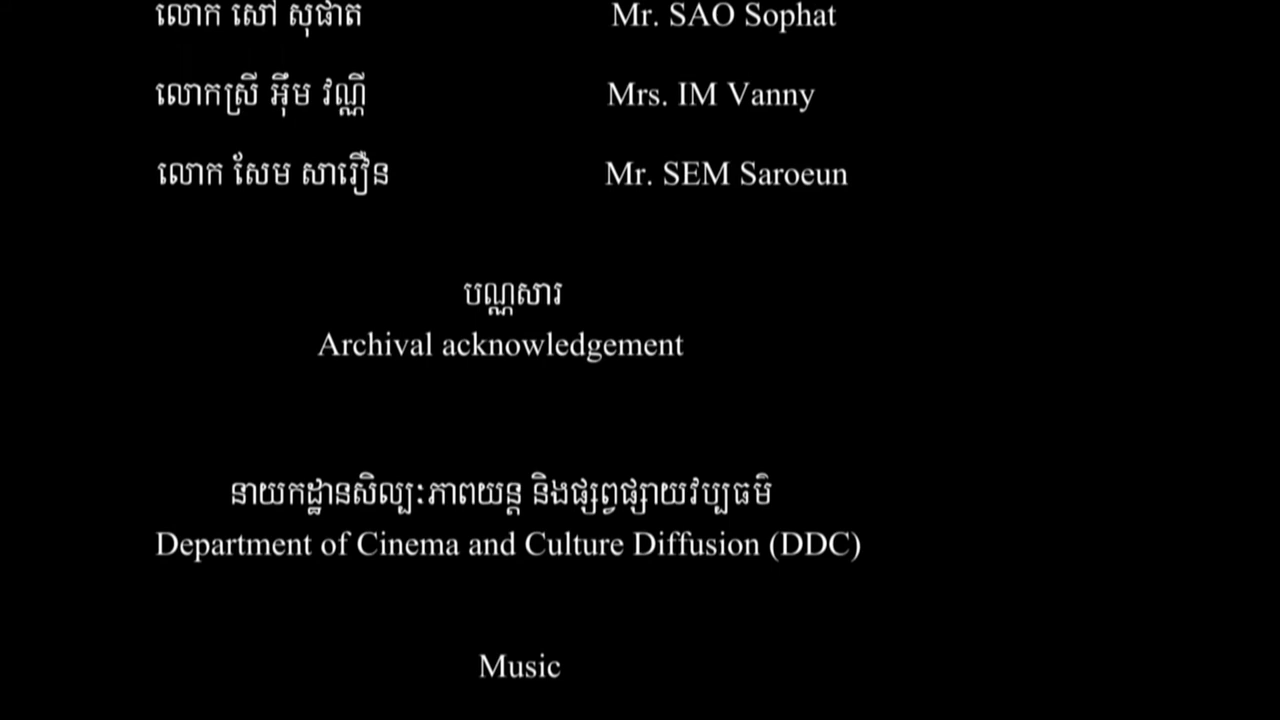 លោក សៅ សុផាត Mr. SAO Sophat
លោកស្រី អ៊ឹម វណ្ណី Mrs. IM Vanny
លោក សែម សារឿន Mr. SEM Saroeun
បណ្ណសារ
Archival acknowledgement
នាយកដ្ឋានសិល្បៈភាពយន្ត និងផ្សព្វផ្សាយវប្បធម៌
Department of Cinema and Culture Diffusion (DDC)
Music